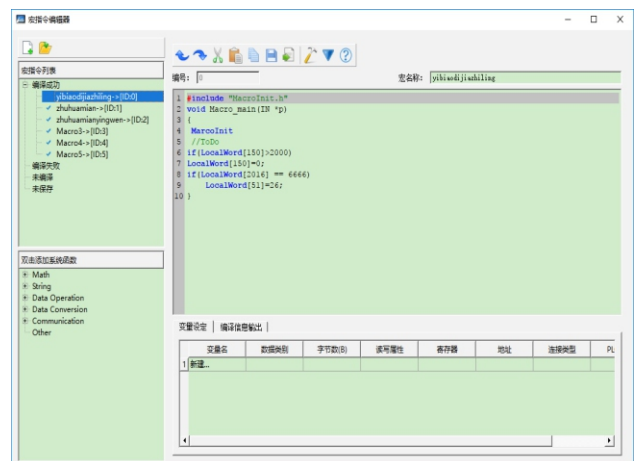 宏指令编辑器
宏指令列表
编译成功
yibiaodijiazhiling->[ID:0]
zhuhuamian->[ID:1]
zhuhuamianyingwen->[ID:2]
Macro3->[ID:3]
Macro4->[ID:4]
Macro5->[ID:5]
编译失败
未编译
未保存
双击添加系统函数
Math
String
Data Operation
Data Conversion
Communication
Other
编号: 0 宏名称: yibiaodijiazhiling
1 #include "MacroInit.h"
2 void Macro_main(IN *p)
3 {
4 MarcoInit
5 //ToDo
6 if(LocalWord[150]>2000)
7 LocalWord[150]=0;
8 if(LocalWord[2016] == 6666)
9 LocalWord[51]=26;
10 }
变量设定 编译信息输出
变量名 数据类别 字节数(B) 读写属性 寄存器 地址 连接类型 PL
1 新建...